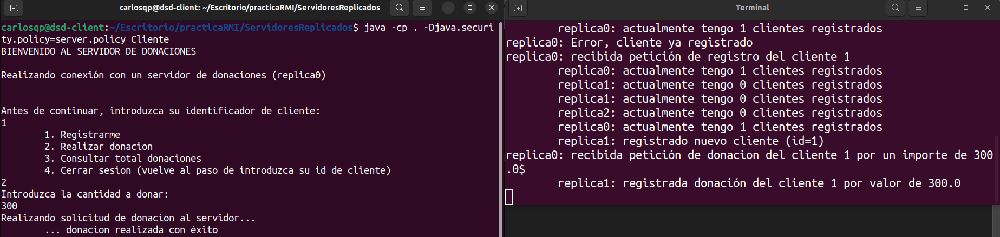 carlosqp@dsd-client: ~/Escritorio/practicaRMI/ServidoresReplicados
carlosqp@dsd-client:~/Escritorio/practicaRMI/ServidoresReplicados$ java -cp . -Djava.securi
ty.policy=server.policy Cliente
BIENVENIDO AL SERVIDOR DE DONACIONES
Realizando conexión con un servidor de donaciones (replica0)
Antes de continuar, introduzca su identificador de cliente:
1
1. Registrarme
2. Realizar donacion
3. Consultar total donaciones
4. Cerrar sesion (vuelve al paso de introduzca su id de cliente)
2
Introduzca la cantidad a donar:
300
Realizando solicitud de donacion al servidor...
... donacion realizada con éxito
Terminal
replica0: actualmente tengo 1 clientes registrados
replica0: Error, cliente ya registrado
replica0: recibida petición de registro del cliente 1
replica0: actualmente tengo 1 clientes registrados
replica1: actualmente tengo 0 clientes registrados
replica1: actualmente tengo 0 clientes registrados
replica2: actualmente tengo 0 clientes registrados
replica0: actualmente tengo 1 clientes registrados
replica1: registrado nuevo cliente (id=1)
replica0: recibida petición de donacion del cliente 1 por un importe de 300
.0$
replica1: registrada donación del cliente 1 por valor de 300.0